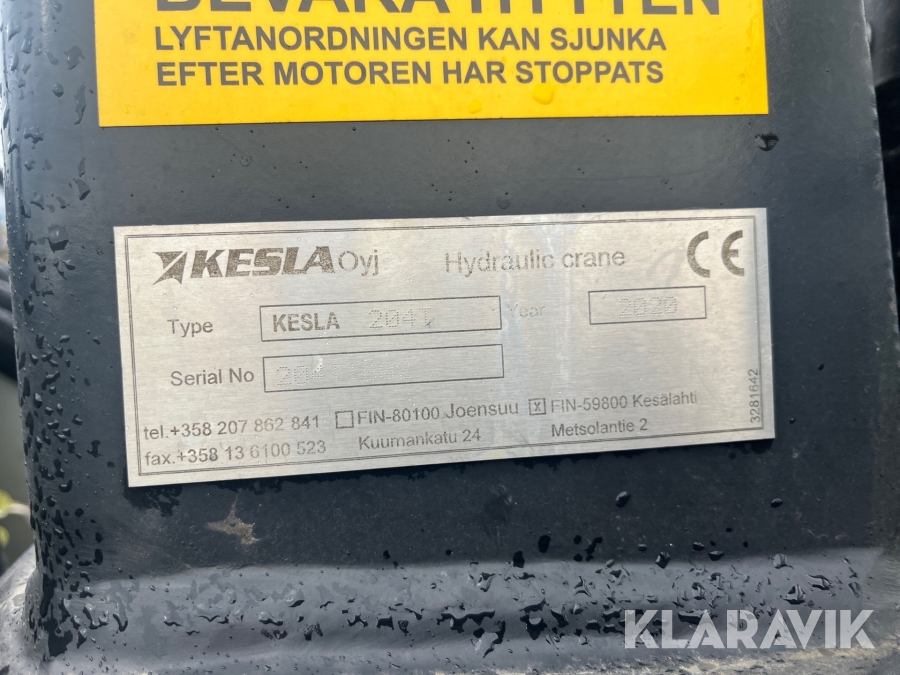 LYFTANORDNINGEN KAN SJUNKA
EFTER MOTOREN HAR STOPPATS
KESLA Oyj Hydraulic crane CE
Type KESLA 204T Year 2020
Serial No
tel.+358 207 862 841 FIN-80100 Joensuu X FIN-59800 Kesälahti
fax.+358 13 6100 523 Kuurnankatu 24 Metsolantie 2
3281642
KLARAVIK